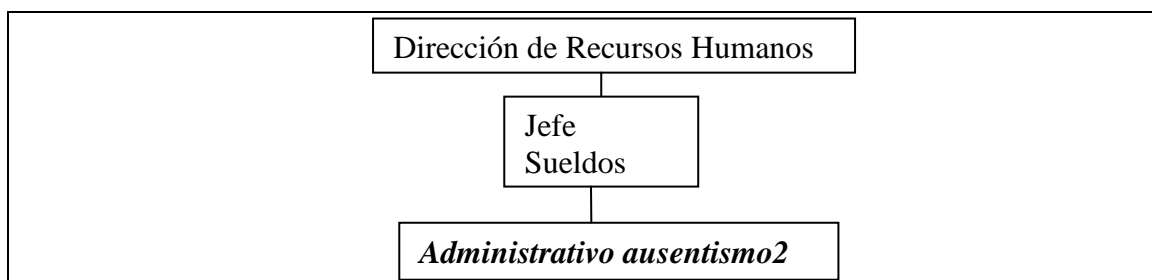 Dirección de Recursos Humanos
Jefe
Sueldos
Administrativo ausentismo2